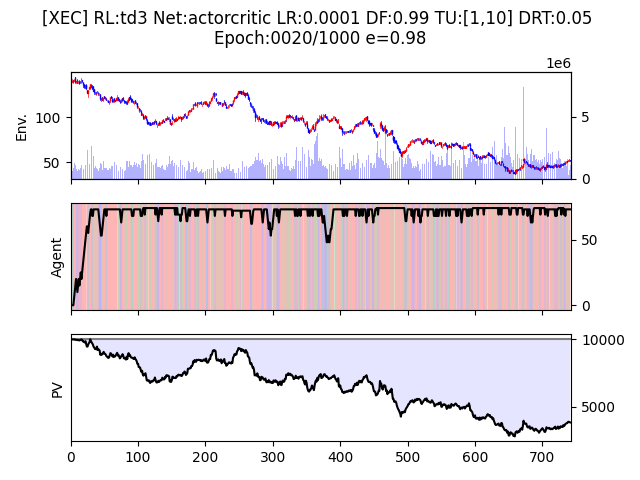 [XEC] RL:td3 Net:actorcritic LR:0.0001 DF:0.99 TU:[1,10] DRT:0.05
Epoch:0020/1000 e=0.98
1e6
Env.
100
50
5
0
Agent
50
0
PV
10000
5000
0 100 200 300 400 500 600 700